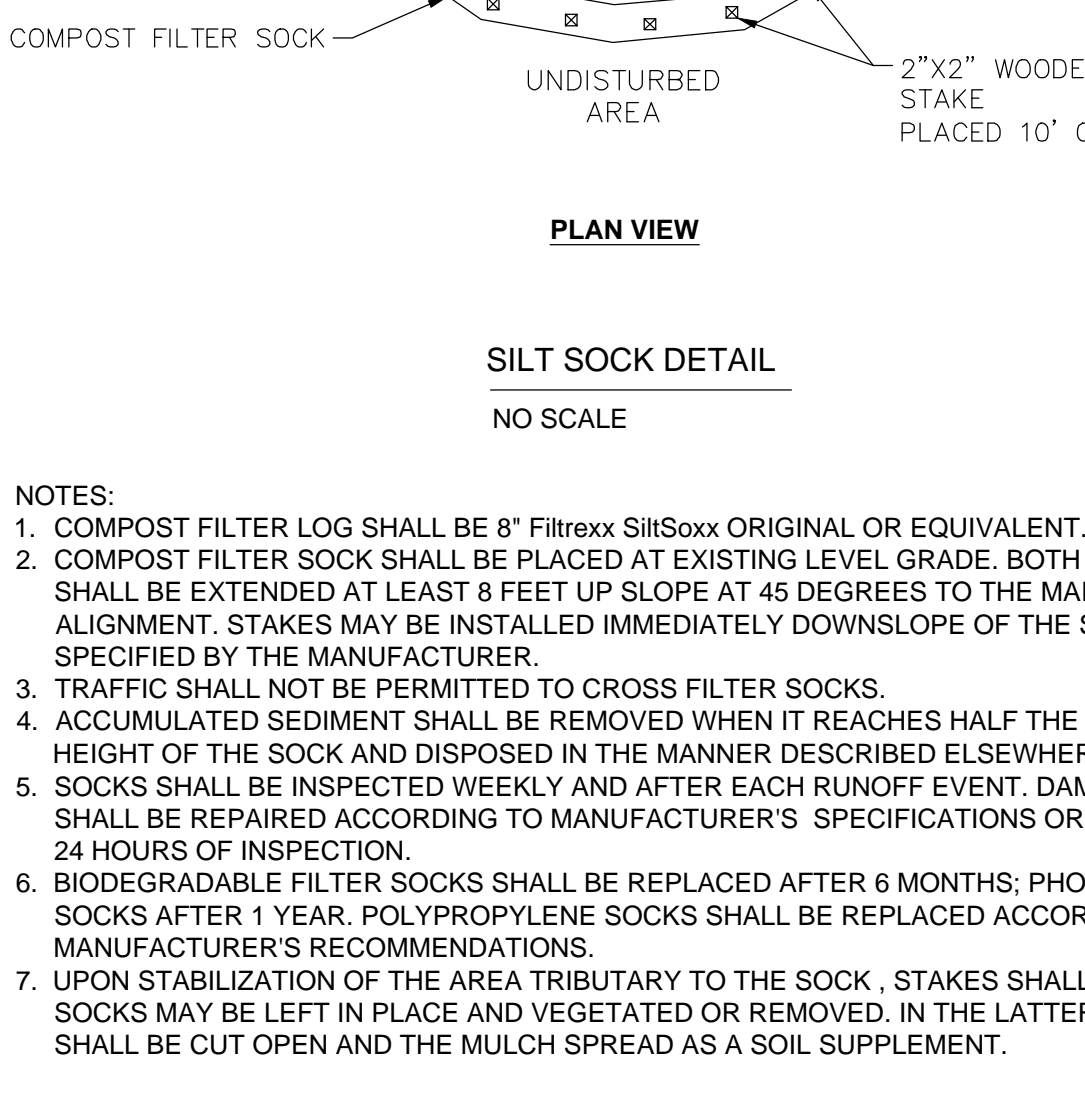 COMPOST FILTER SOCK
UNDISTURBED
AREA
2"X2" WOODE
STAKE
PLACED 10'
PLAN VIEW
SILT SOCK DETAIL
NO SCALE
NOTES:
1. COMPOST FILTER LOG SHALL BE 8" Filtrexx SiltSoxx ORIGINAL OR EQUIVALENT.
2. COMPOST FILTER SOCK SHALL BE PLACED AT EXISTING LEVEL GRADE. BOTH
SHALL BE EXTENDED AT LEAST 8 FEET UP SLOPE AT 45 DEGREES TO THE MAI
ALIGNMENT. STAKES MAY BE INSTALLED IMMEDIATELY DOWNSLOPE OF THE S
SPECIFIED BY THE MANUFACTURER.
3. TRAFFIC SHALL NOT BE PERMITTED TO CROSS FILTER SOCKS.
4. ACCUMULATED SEDIMENT SHALL BE REMOVED WHEN IT REACHES HALF THE
HEIGHT OF THE SOCK AND DISPOSED IN THE MANNER DESCRIBED ELSEWHER
5. SOCKS SHALL BE INSPECTED WEEKLY AND AFTER EACH RUNOFF EVENT. DAM
SHALL BE REPAIRED ACCORDING TO MANUFACTURER'S SPECIFICATIONS OR
24 HOURS OF INSPECTION.
6. BIODEGRADABLE FILTER SOCKS SHALL BE REPLACED AFTER 6 MONTHS; PHO
SOCKS AFTER 1 YEAR. POLYPROPYLENE SOCKS SHALL BE REPLACED ACCOR
MANUFACTURER'S RECOMMENDATIONS.
7. UPON STABILIZATION OF THE AREA TRIBUTARY TO THE SOCK , STAKES SHALL
SOCKS MAY BE LEFT IN PLACE AND VEGETATED OR REMOVED. IN THE LATTER
SHALL BE CUT OPEN AND THE MULCH SPREAD AS A SOIL SUPPLEMENT.